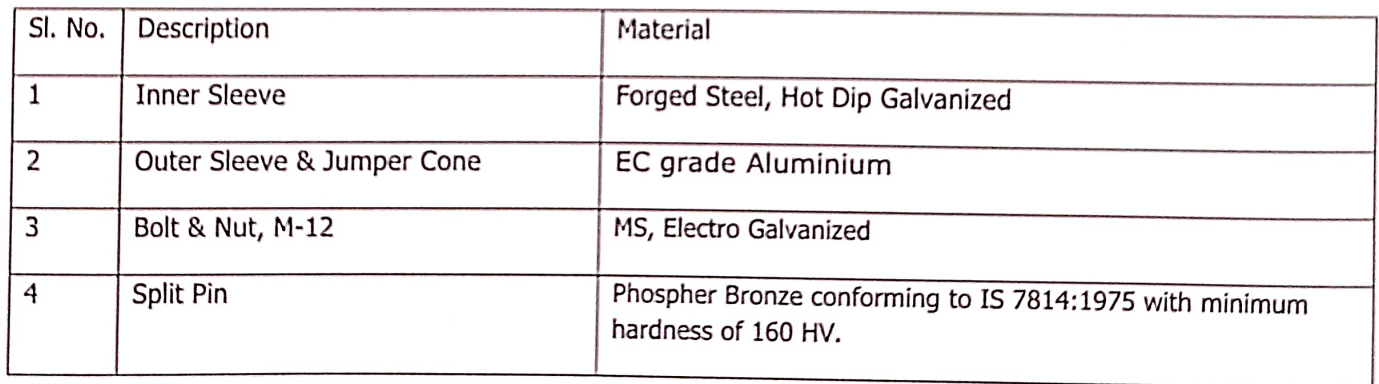 Sl. No. Description Material
1 Inner Sleeve Forged Steel, Hot Dip Galvanized
2 Outer Sleeve & Jumper Cone EC grade Aluminium
3 Bolt & Nut, M-12 MS, Electro Galvanized
4 Split Pin Phospher Bronze conforming to IS 7814:1975 with minimum
hardness of 160 HV.